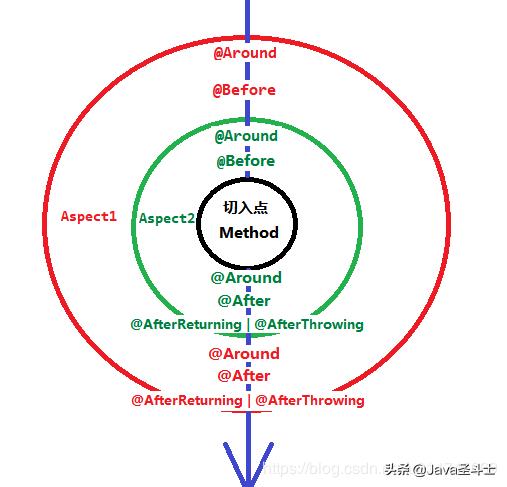 @Around
@Before
@Around
@Before
切入点
Aspect1 Aspect2 Method
@Around
@After
@AfterReturning | @AfterThrowing
@Around
@After
@AfterReturning | @AfterThrowing
https://blog.csdn.
头条 @Java圣斗士